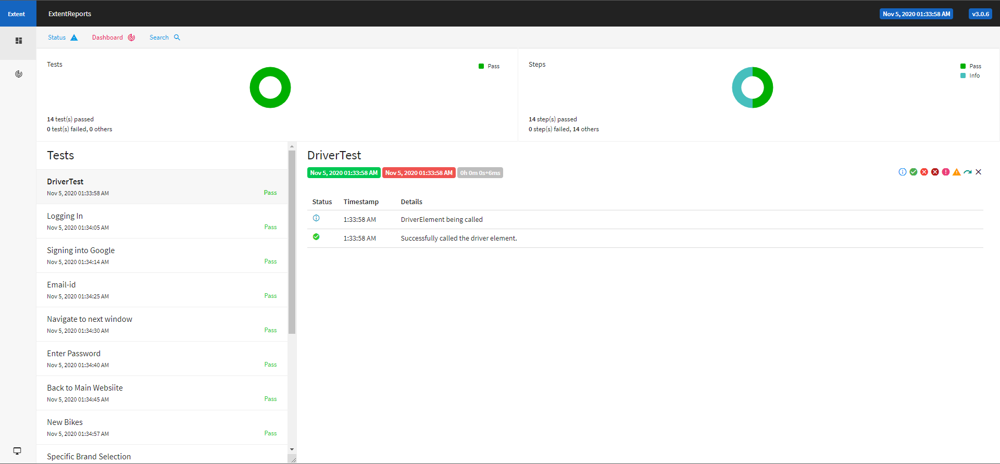 Extent
ExtentReports
Nov 5, 2020 01:33:58 AM
v3.0.6
Status
Dashboard
Search
Tests
Pass
14 test(s) passed
0 test(s) failed, 0 others
Steps
Pass
Info
14 step(s) passed
0 step(s) failed, 14 others
Tests
DriverTest
Nov 5, 2020 01:33:58 AM
Pass
Logging In
Nov 5, 2020 01:34:05 AM
Pass
Signing into Google
Nov 5, 2020 01:34:14 AM
Pass
Email-id
Nov 5, 2020 01:34:25 AM
Pass
Navigate to next window
Nov 5, 2020 01:34:30 AM
Pass
Enter Password
Nov 5, 2020 01:34:40 AM
Pass
Back to Main Websiite
Nov 5, 2020 01:34:45 AM
Pass
New Bikes
Nov 5, 2020 01:34:57 AM
Pass
Specific Brand Selection
DriverTest
Nov 5, 2020 01:33:58 AM Nov 5, 2020 01:33:58 AM 0h 0m 0s+6ms
Status Timestamp Details
1:33:58 AM DriverElement being called
1:33:58 AM Successfully called the driver element.